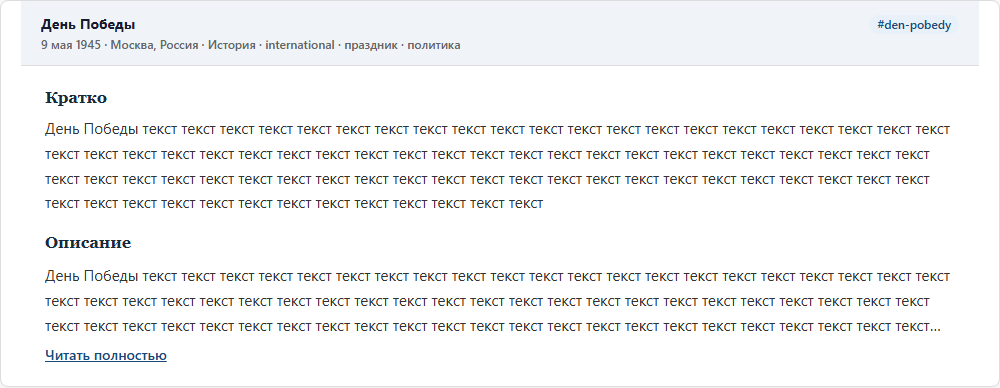 День Победы
#den-pobedy
9 мая 1945 · Москва, Россия · История · international · праздник · политика
Кратко
День Победы текст текст текст текст текст текст текст текст текст текст текст текст текст текст текст текст текст текст текст текст текст
текст текст текст текст текст текст текст текст текст текст текст текст текст текст текст текст текст текст текст текст текст текст текст
текст текст текст текст текст текст текст текст текст текст текст текст текст текст текст текст текст текст текст текст текст текст текст
текст текст текст текст текст текст текст текст текст текст текст текст текст
Описание
День Победы текст текст текст текст текст текст текст текст текст текст текст текст текст текст текст текст текст текст текст текст текст
текст текст текст текст текст текст текст текст текст текст текст текст текст текст текст текст текст текст текст текст текст текст текст
текст текст текст текст текст текст текст текст текст текст текст текст текст текст текст текст текст текст текст текст текст текст текст...
Читать полностью